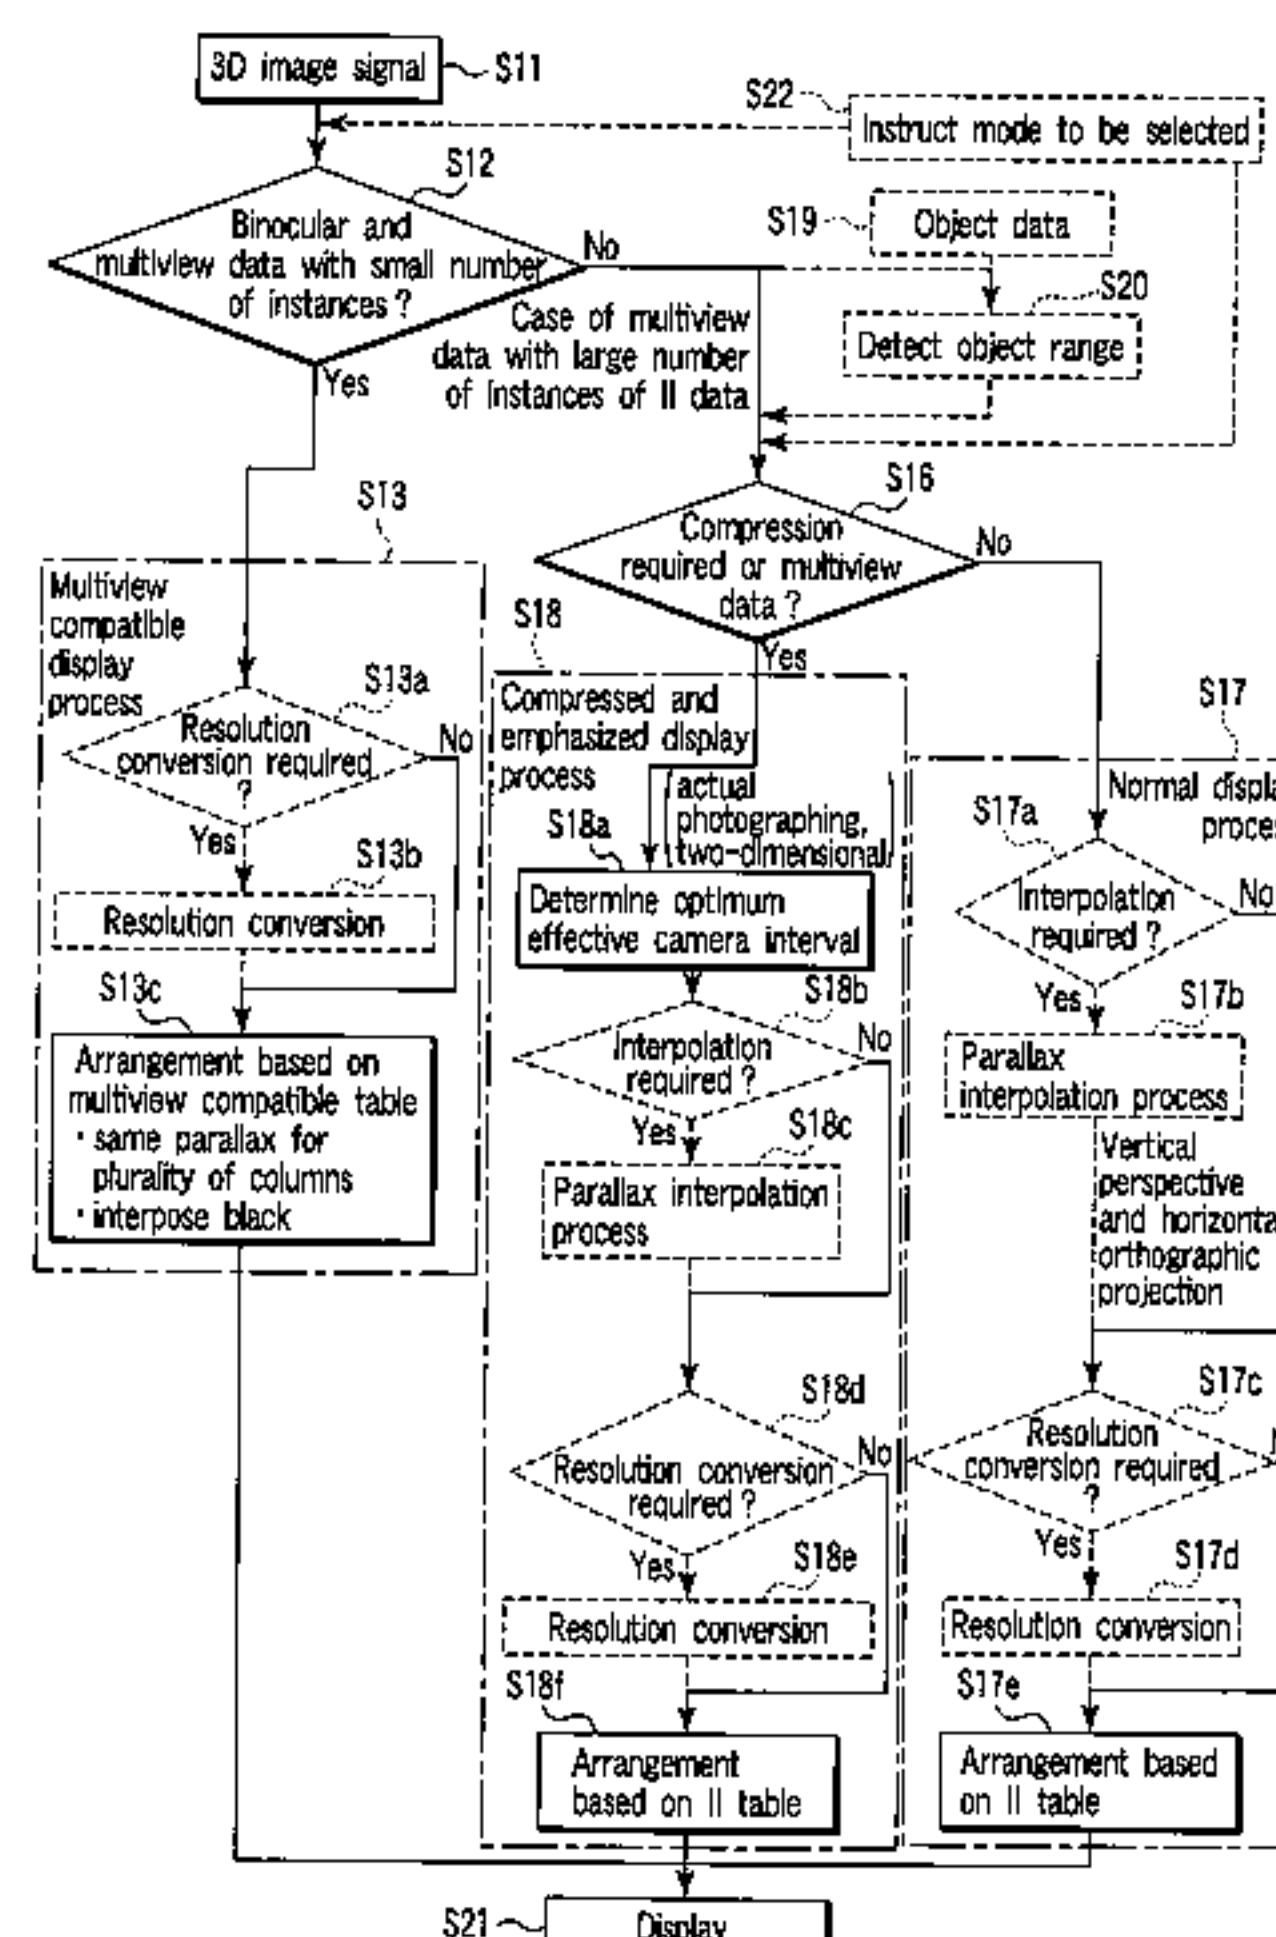 3D image signal
S11
S22
Instruct mode to be selected
S12
Binocular and
multiview data with small number
of instances ?
No
Yes
S19
Object data
S20
Detect object range
Case of multiview
data with large number
of instances of II data
S16
Compression
required or multiview
data ?
No
Yes
S13
Multiview
compatible
display
process
S13a
Resolution
conversion required
?
No
Yes
S13b
Resolution conversion
S13c
Arrangement based on
multiview compatible table
· same parallax for
plurality of columns
· interpose black
S18
Compressed and
emphasized display
process
(actual
photographing,
two-dimensional)
S18a
Determine optimum
effective camera interval
S18b
Interpolation
required ?
No
Yes
S18c
Parallax interpolation
process
S18d
Resolution conversion
required ?
No
Yes
S18e
Resolution conversion
S18f
Arrangement
based on II table
S17
Normal
S17a
Interpolation
required ?
No
Yes
S17b
Parallax
interpolation process
Vertical
perspective
and
orthographic
projection
S17c
Resolution
conversion required
?
Yes
S17d
Resolution conversion
S17e
Arrangement based
on II table
S21
Display